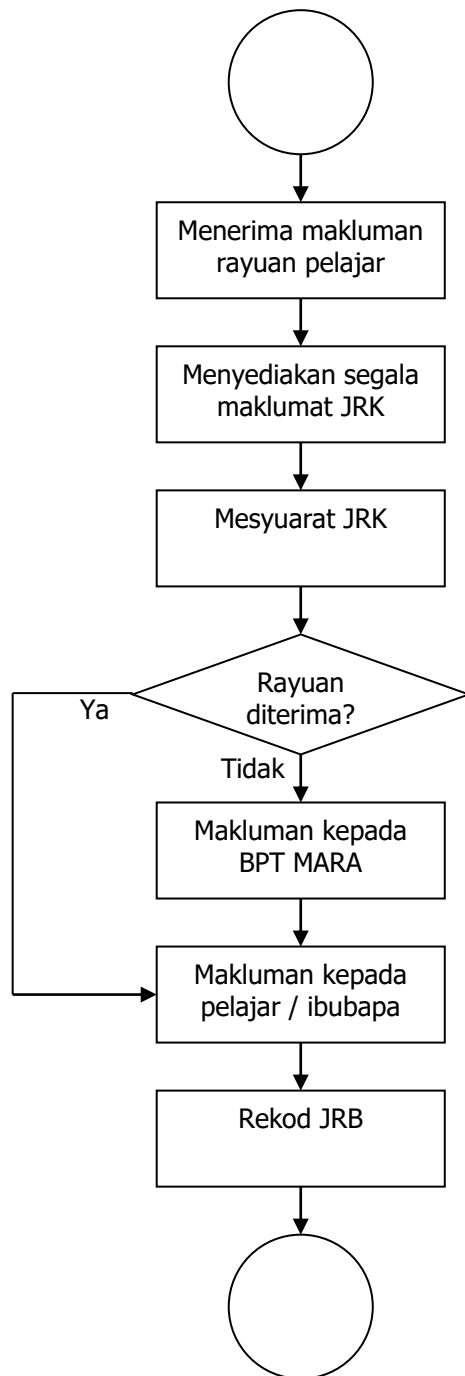 Menerima makluman
rayuan pelajar
Menyediakan segala
maklumat JRK
Mesyuarat JRK
Rayuan
diterima?
Ya
Tidak
Makluman kepada
BPT MARA
Makluman kepada
pelajar / ibubapa
Rekod JRB